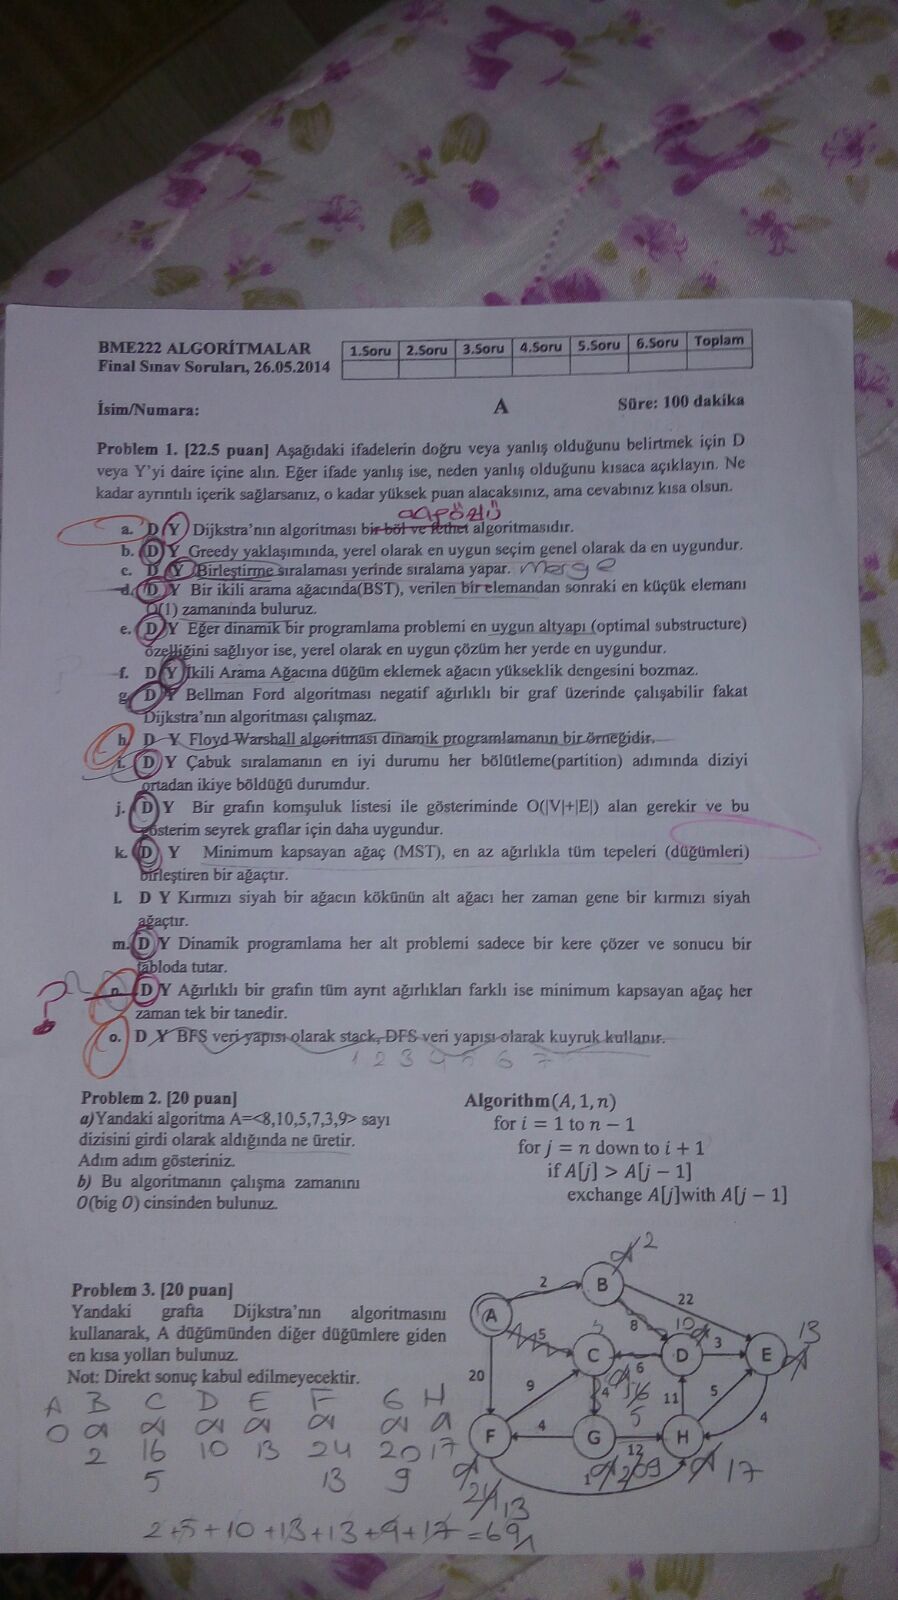 BME222 ALGORİTMALAR
Final Sınav Soruları, 26.05.2014
1.Soru 2.Soru 3.Soru 4.Soru 5.Soru 6.Soru Toplam
İsim/Numara: A Süre: 100 dakika
Problem 1. [22.5 puan] Aşağıdaki ifadelerin doğru veya yanlış olduğunu belirtmek için D
veya Y'yi daire içine alın. Eğer ifade yanlış ise, neden yanlış olduğunu kısaca açıklayın. Ne
kadar ayrıntılı içerik sağlarsanız, o kadar yüksek puan alacaksınız, ama cevabınız kısa olsun.
açgözlü
a. D Y Dijkstra'nın algoritması bir böl ve fethet algoritmasıdır.
b. D Y Greedy yaklaşımında, yerel olarak en uygun seçim genel olarak da en uygundur.
c. D Y Birleştirme sıralaması yerinde sıralama yapar. merge
d. D Y Bir ikili arama ağacında(BST), verilen bir elemandan sonraki en küçük elemanı
O(1) zamanında buluruz.
e. D Y Eğer dinamik bir programlama problemi en uygun altyapı (optimal substructure)
özelliğini sağlıyor ise, yerel olarak en uygun çözüm her yerde en uygundur.
f. D Y İkili Arama Ağacına düğüm eklemek ağacın yükseklik dengesini bozmaz.
g. D Y Bellman Ford algoritması negatif ağırlıklı bir graf üzerinde çalışabilir fakat
Dijkstra'nın algoritması çalışmaz.
h. D Y Floyd Warshall algoritması dinamik programlamanın bir örneğidir.
i. D Y Çabuk sıralamanın en iyi durumu her bölütleme(partition) adımında diziyi
ortadan ikiye böldüğü durumdur.
j. D Y Bir grafın komşuluk listesi ile gösteriminde O(|V|+|E|) alan gerekir ve bu
gösterim seyrek graflar için daha uygundur.
k. D Y Minimum kapsayan ağaç (MST), en az ağırlıkla tüm tepeleri (düğümleri)
birleştiren bir ağaçtır.
l. D Y Kırmızı siyah bir ağacın kökünün alt ağacı her zaman gene bir kırmızı siyah
ağaçtır.
m. D Y Dinamik programlama her alt problemi sadece bir kere çözer ve sonucu bir
tabloda tutar.
? n. D Y Ağırlıklı bir grafın tüm ayrıt ağırlıkları farklı ise minimum kapsayan ağaç her
zaman tek bir tanedir.
o. D Y BFS veri yapısı olarak stack, DFS veri yapısı olarak kuyruk kullanır.
1 2 3 4 5 6 7
Problem 2. [20 puan]
a)Yandaki algoritma A=<8,10,5,7,3,9> sayı
dizisini girdi olarak aldığında ne üretir.
Adım adım gösteriniz.
b) Bu algoritmanın çalışma zamanını
O(big O) cinsinden bulunuz.
Algorithm(A, 1, n)
for i = 1 to n − 1
for j = n down to i + 1
if A[j] > A[j − 1]
exchange A[j]with A[j − 1]
Problem 3. [20 puan]
Yandaki grafta Dijkstra'nın algoritmasını
kullanarak, A düğümünden diğer düğümlere giden
en kısa yolları bulunuz.
Not: Direkt sonuç kabul edilmeyecektir.
2
2 B
22
A
5 8 10 13
C D 3 E
20 9 6
4 16 11 5 4
5
F 4 G 12 H
17
24 13
A B C D E F G H
0
2 16 10 13 24 20 17
5 13 9
2+5+10+13+13+9+17=69